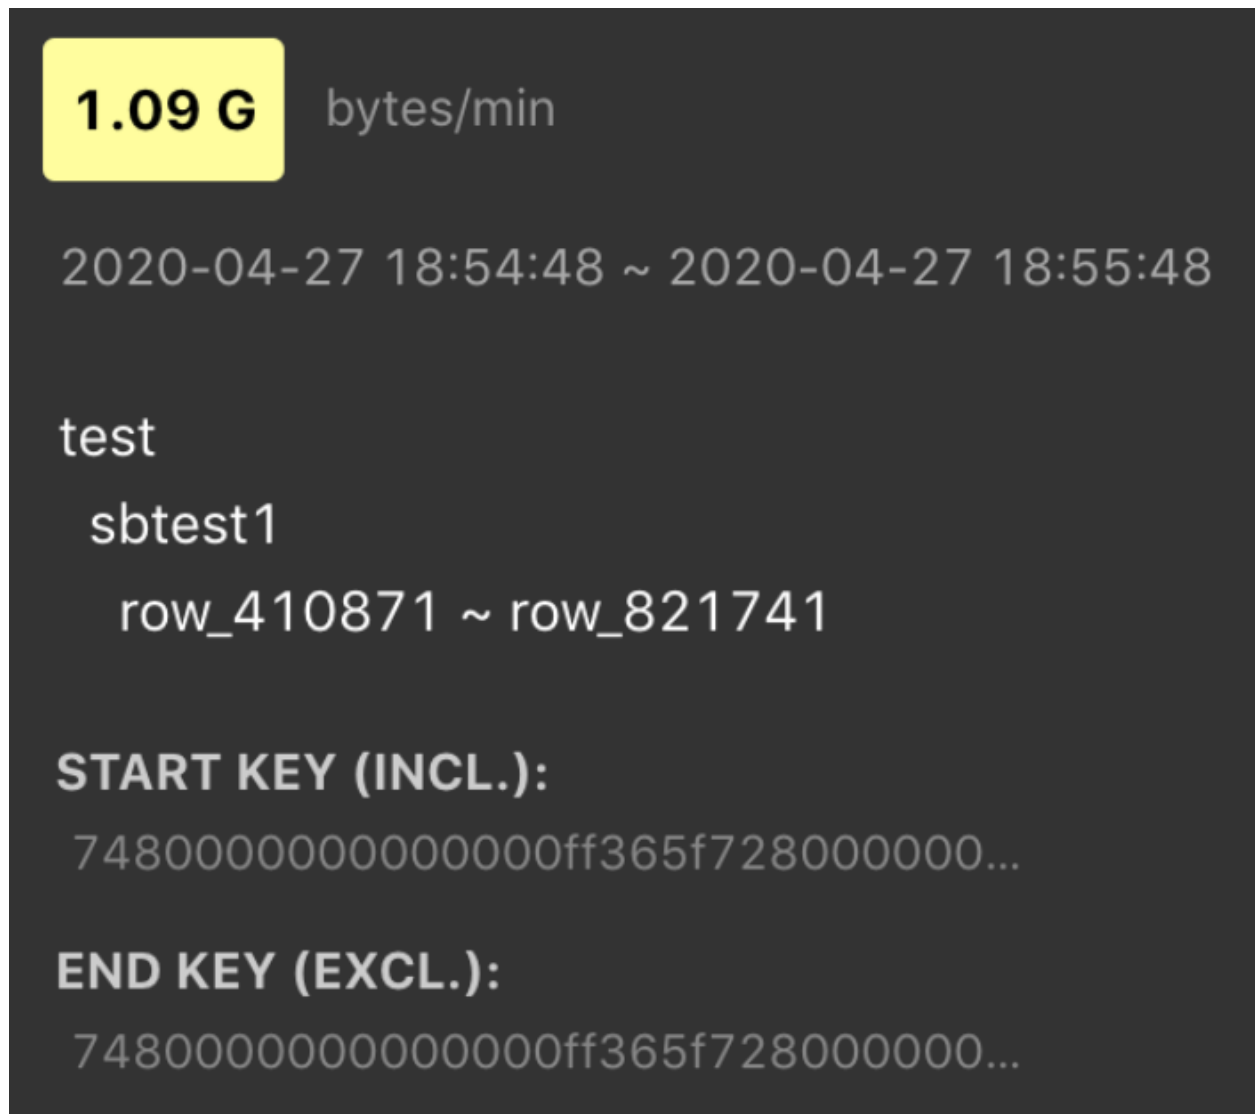 1.09 G bytes/min
2020-04-27 18:54:48 ~ 2020-04-27 18:55:48
test
sbtest1
row_410871 ~ row_821741
START KEY (INCL.):
7480000000000000ff365f728000000...
END KEY (EXCL.):
7480000000000000ff365f728000000...